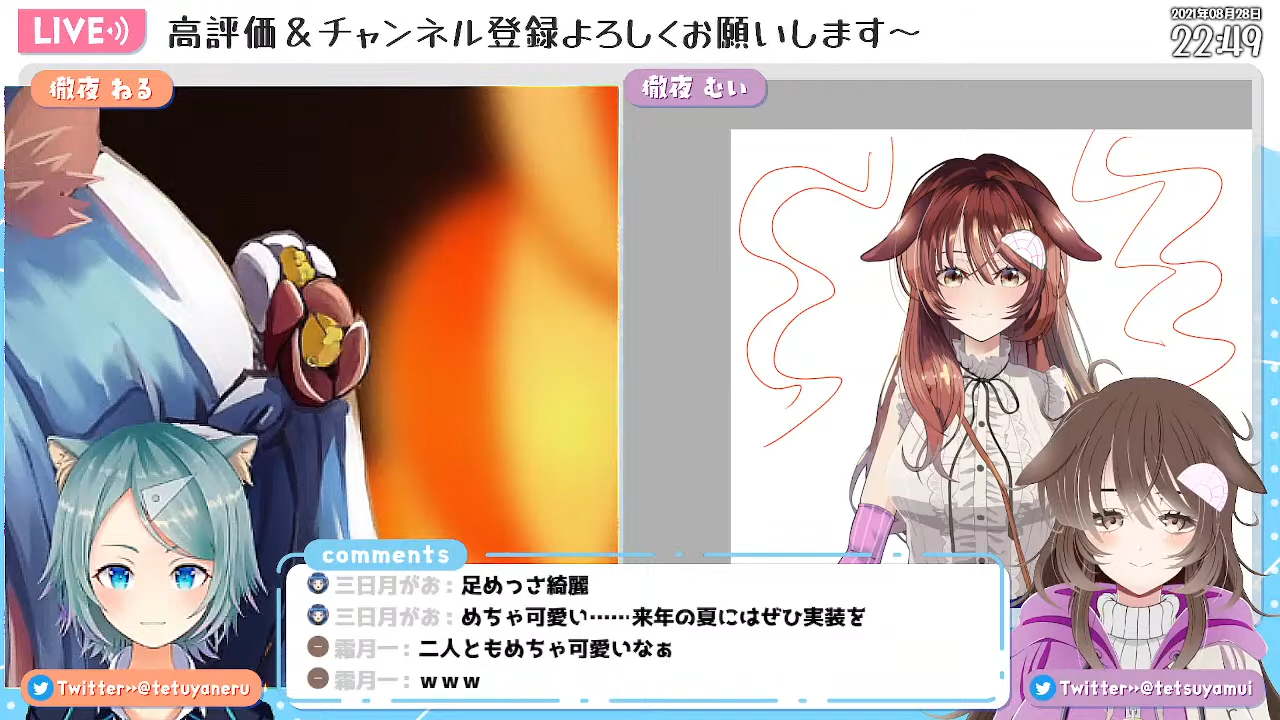 LIVE
高評価＆チャンネル登録よろしくお願いします～
2021年08月28日
22:49
徹夜 ねる
徹夜 むい
comments
三日月がお：足めっさ綺麗
三日月がお：めちゃ可愛い……来年の夏にはぜひ実装を
霜月一：二人ともめちゃ可愛いなぁ
霜月一：ｗｗｗ
Twitter>>@tetuyaneru
Twitter>>@tetsuyamui